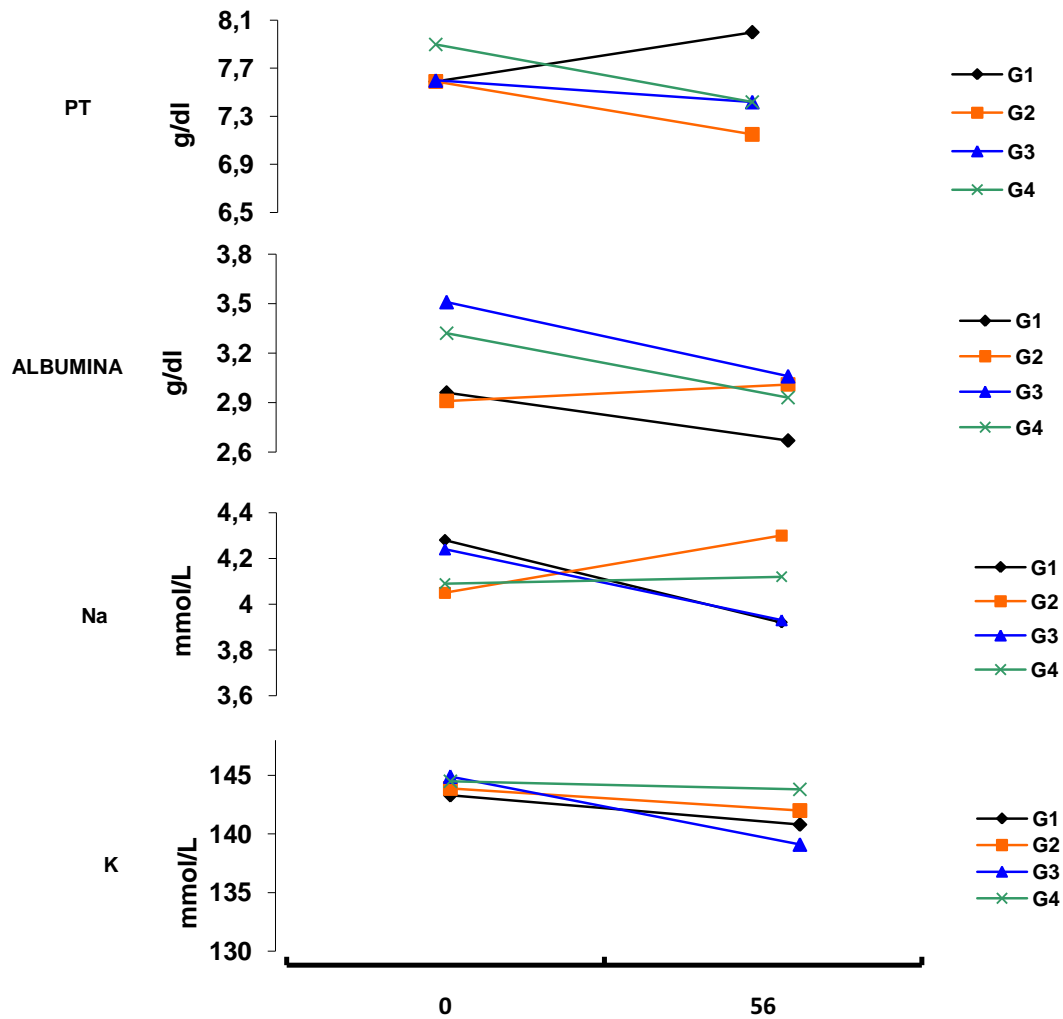 PT
g/dl
8,1
7,7
7,3
6,9
6,5
G1
G2
G3
G4
ALBUMINA
g/dl
3,8
3,5
3,2
2,9
2,6
G1
G2
G3
G4
Na
mmol/L
4,4
4,2
4
3,8
3,6
G1
G2
G3
G4
K
mmol/L
145
140
135
130
G1
G2
G3
G4
0 56